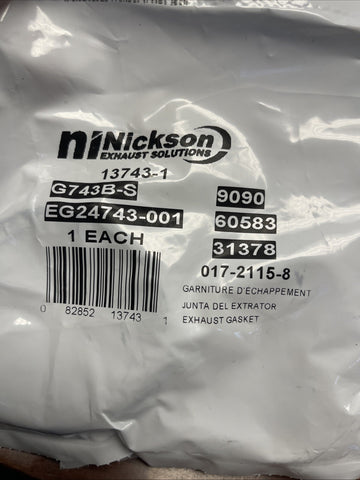 ni Nickson
EXHAUST SOLUTIONS
13743-1
G743B-S
EG24743-001
1 EACH
9090
60583
31378
017-2115-8
GARNITURE D'ECHAPPEMENT
JUNTA DEL EXTRATOR
EXHAUST GASKET
0 82852 13743 1